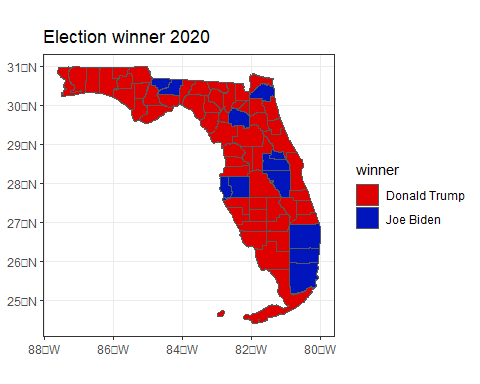 Election winner 2020
31▯N
30▯N
29▯N
28▯N
27▯N
26▯N
25▯N
88▯W
86▯W
84▯W
82▯W
80▯W
winner
Donald Trump
Joe Biden